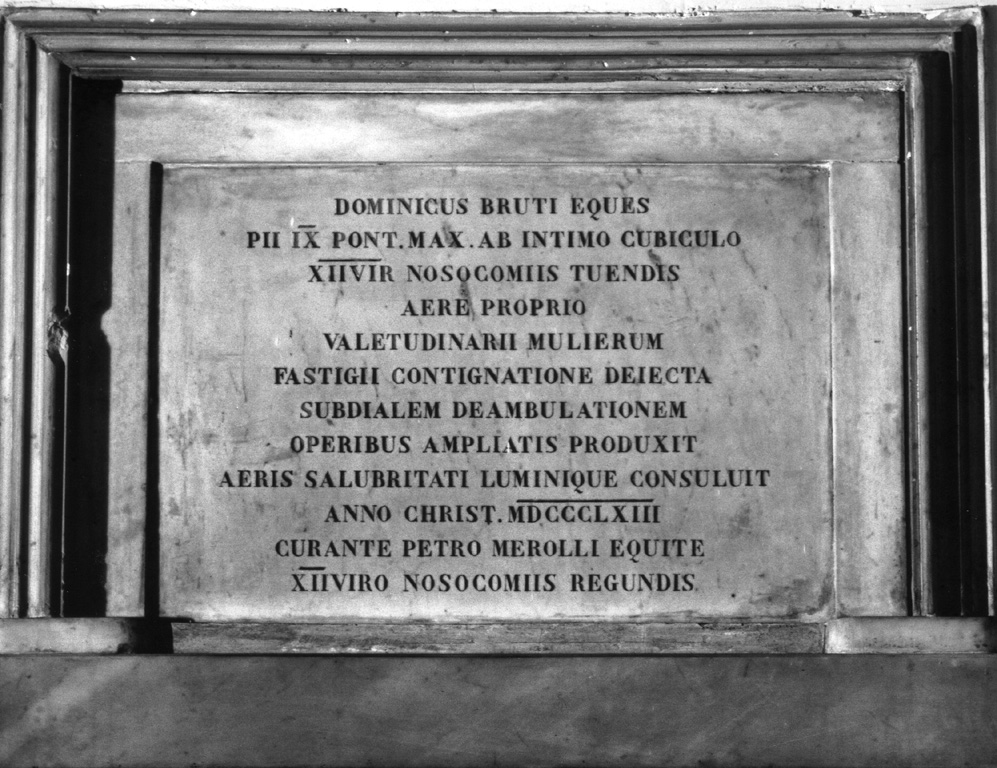 DOMINICUS BRUTI EQUES
PII IX PONT. MAX. AB INTIMO CUBICULO
XIIVIR NOSOCOMIIS TUENDIS
AERE PROPRIO
VALETUDINARII MULIERUM
FASTIGII CONTIGNATIONE DEIECTA
SUBDIALEM DEAMBULATIONEM
OPERIBUS AMPLIATIS PRODUXIT
AERIS SALUBRITATI LUMINIQUE CONSULUIT
ANNO CHRIST. MDCCCLXIII
CURANTE PETRO MEROLLI EQUITE
XIIVIRO NOSOCOMIIS REGUNDIS